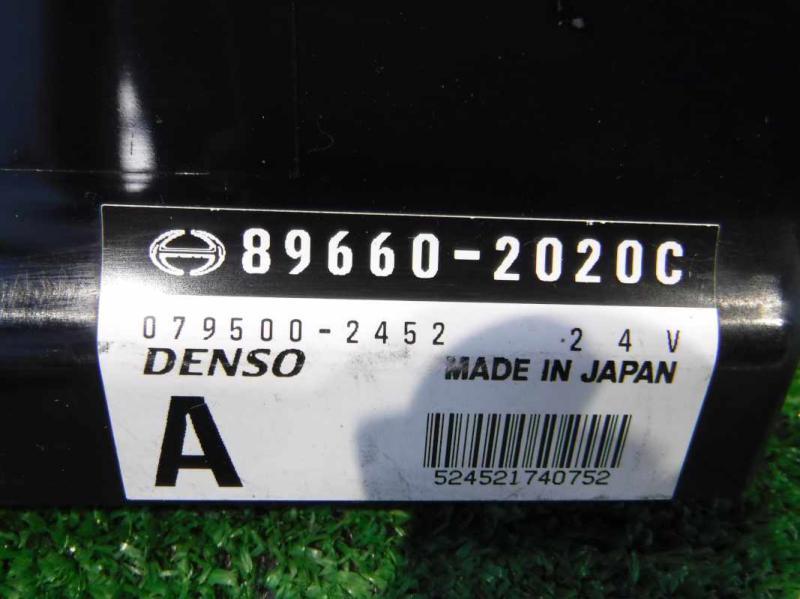 89660-2020C
079500-2452 24V
DENSO MADE IN JAPAN
A
524521740752